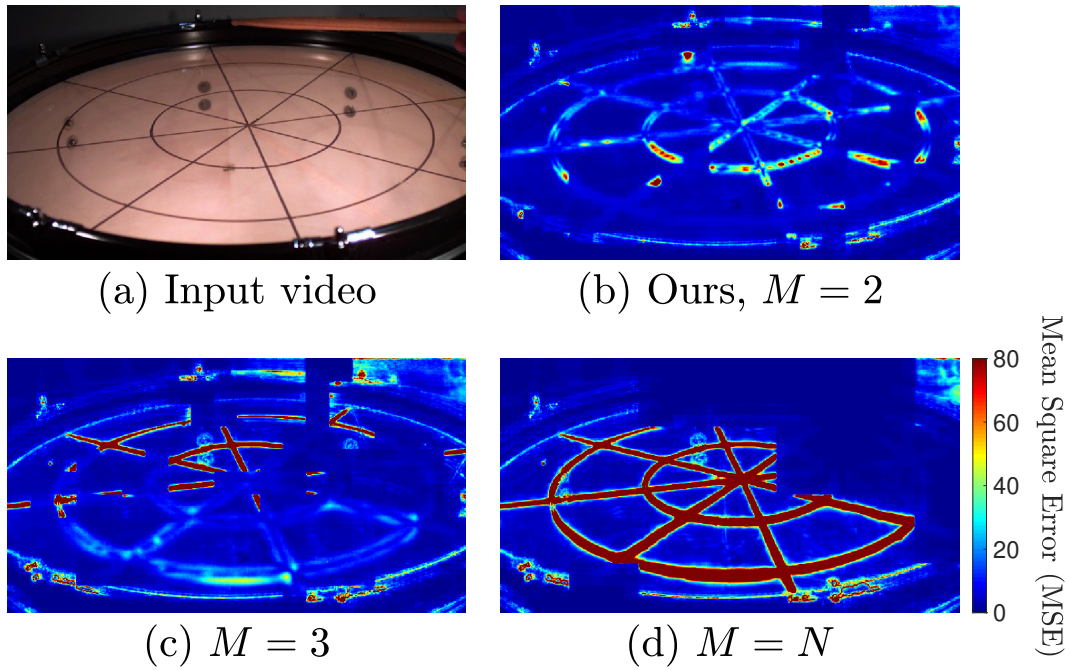 (a) Input video
(b) Ours, M = 2
(c) M = 3
(d) M = N
80
60
40
20
0
Mean Square Error (MSE)